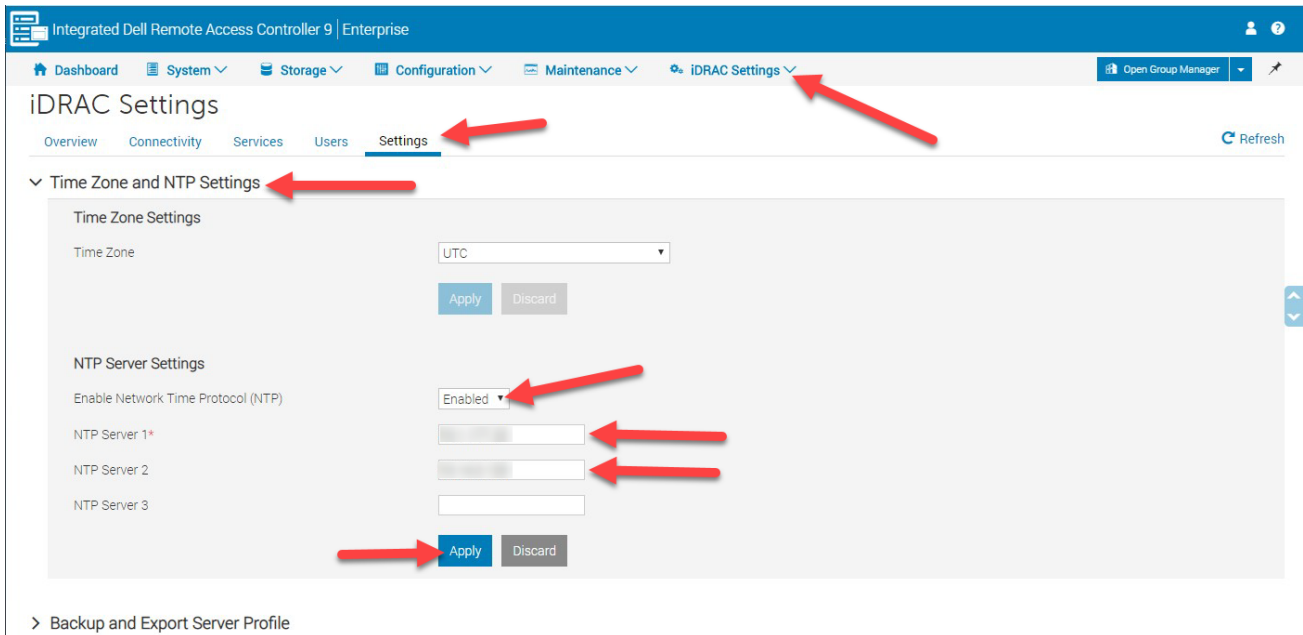 Integrated Dell Remote Access Controller 9 | Enterprise
Dashboard System Storage Configuration Maintenance iDRAC Settings Open Group Manager
iDRAC Settings
Overview Connectivity Services Users Settings Refresh
Time Zone and NTP Settings
Time Zone Settings
Time Zone UTC
Apply Discard
NTP Server Settings
Enable Network Time Protocol (NTP) Enabled
NTP Server 1*
NTP Server 2
NTP Server 3
Apply Discard
Backup and Export Server Profile